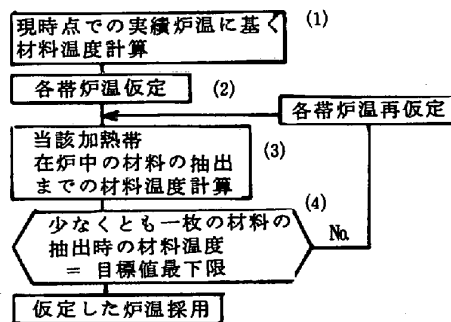 現時点での実績炉温に基く
材料温度計算
(1)
各帯炉温仮定
(2)
各帯炉温再仮定
当該加熱帯
在炉中の材料の抽出
までの材料温度計算
(3)
(4)
少なくとも一枚の材料の
抽出時の材料温度
= 目標値最下限
No.
仮定した炉温採用